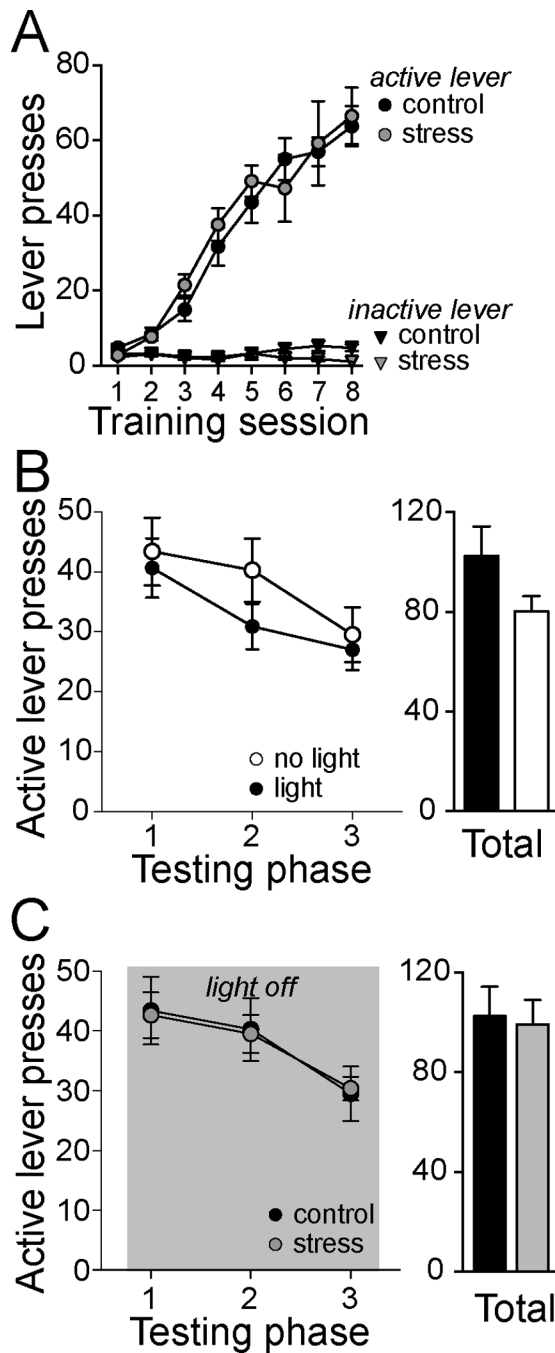 A
Lever presses
80
60
40
20
0
active lever
control
stress
inactive lever
control
stress
1 2 3 4 5 6 7 8
Training session
B
Active lever presses
50
40
30
20
10
0
no light
light
1 2 3
Testing phase
120
80
40
0
Total
C
Active lever presses
50
40
30
20
10
0
light off
control
stress
1 2 3
Testing phase
120
80
40
0
Total